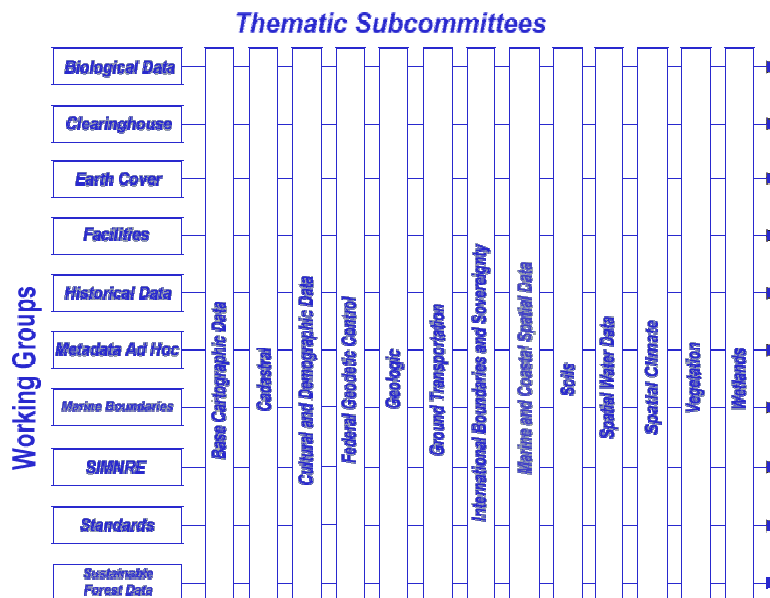 Thematic Subcommittees
Working Groups
Biological Data
Clearinghouse
Earth Cover
Facilities
Historical Data
Metadata Ad Hoc
Marine Boundaries
SIMNRE
Standards
Sustainable
Forest Data
Base Cartographic Data
Cadastral
Cultural and Demographic Data
Federal Geodetic Control
Geologic
Ground Transportation
International Boundaries and Sovereignty
Marine and Coastal Spatial Data
Soils
Spatial Water Data
Spatial Climate
Vegetation
Wetlands